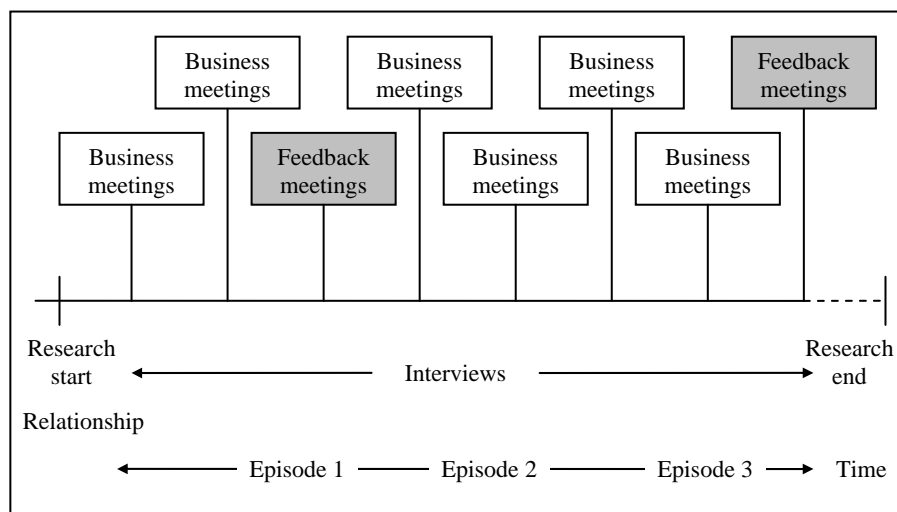 Business
meetings
Business
meetings
Business
meetings
Feedback
meetings
Business
meetings
Feedback
meetings
Business
meetings
Business
meetings
Research
start
Interviews
Research
end
Relationship
Episode 1
Episode 2
Episode 3
Time